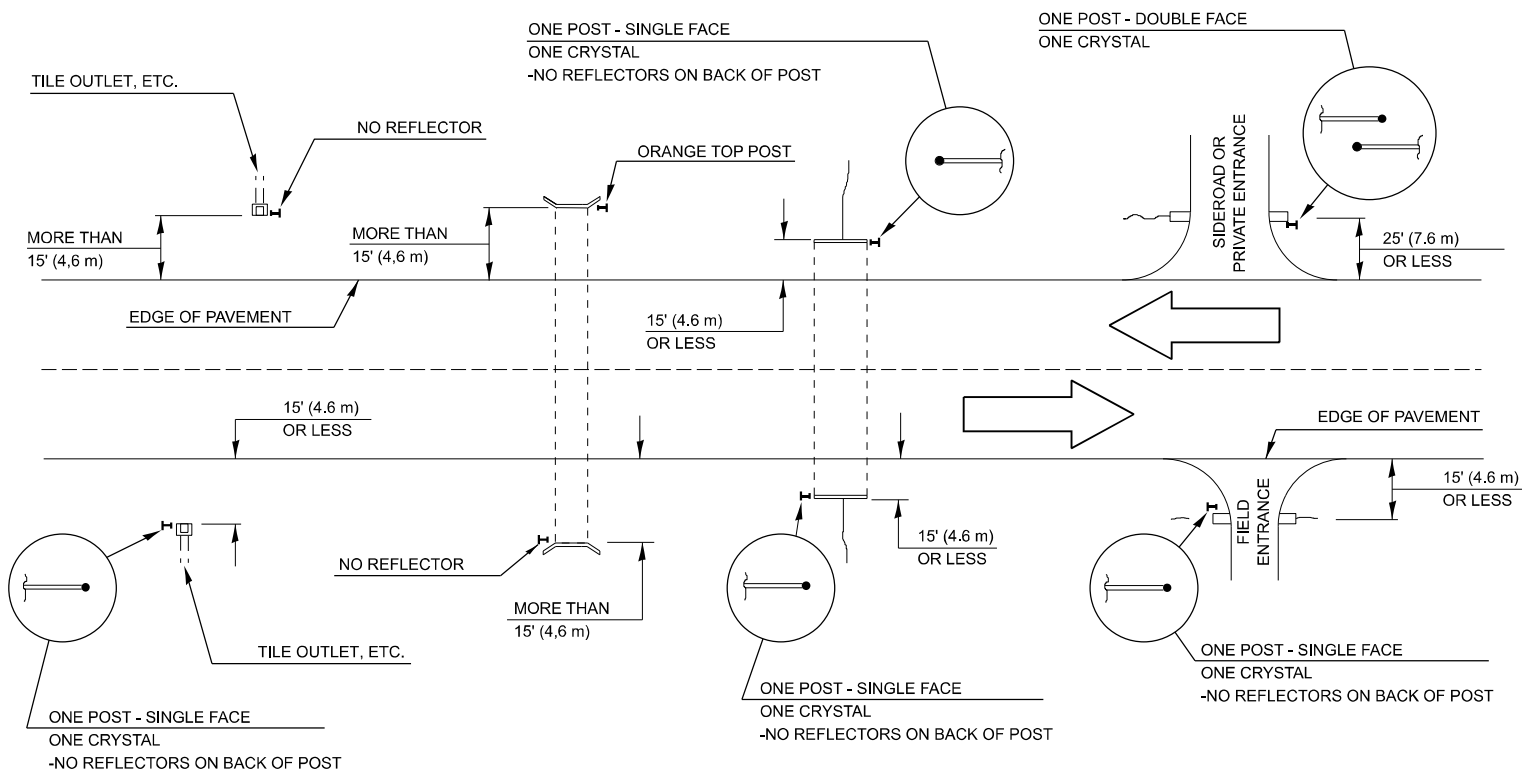 ONE POST - SINGLE FACE
ONE CRYSTAL
-NO REFLECTORS ON BACK OF POST
ONE POST - DOUBLE FACE
ONE CRYSTAL
TILE OUTLET, ETC.
NO REFLECTOR
ORANGE TOP POST
MORE THAN
15' (4,6 m)
MORE THAN
15' (4,6 m)
SIDEROAD OR
PRIVATE ENTRANCE
25' (7.6 m)
OR LESS
EDGE OF PAVEMENT
15' (4.6 m)
OR LESS
15' (4.6 m)
OR LESS
EDGE OF PAVEMENT
15' (4.6 m)
OR LESS
FIELD
ENTRANCE
15' (4.6 m)
OR LESS
NO REFLECTOR
MORE THAN
15' (4,6 m)
TILE OUTLET, ETC.
ONE POST - SINGLE FACE
ONE CRYSTAL
-NO REFLECTORS ON BACK OF POST
ONE POST - SINGLE FACE
ONE CRYSTAL
-NO REFLECTORS ON BACK OF POST
ONE POST - SINGLE FACE
ONE CRYSTAL
-NO REFLECTORS ON BACK OF POST